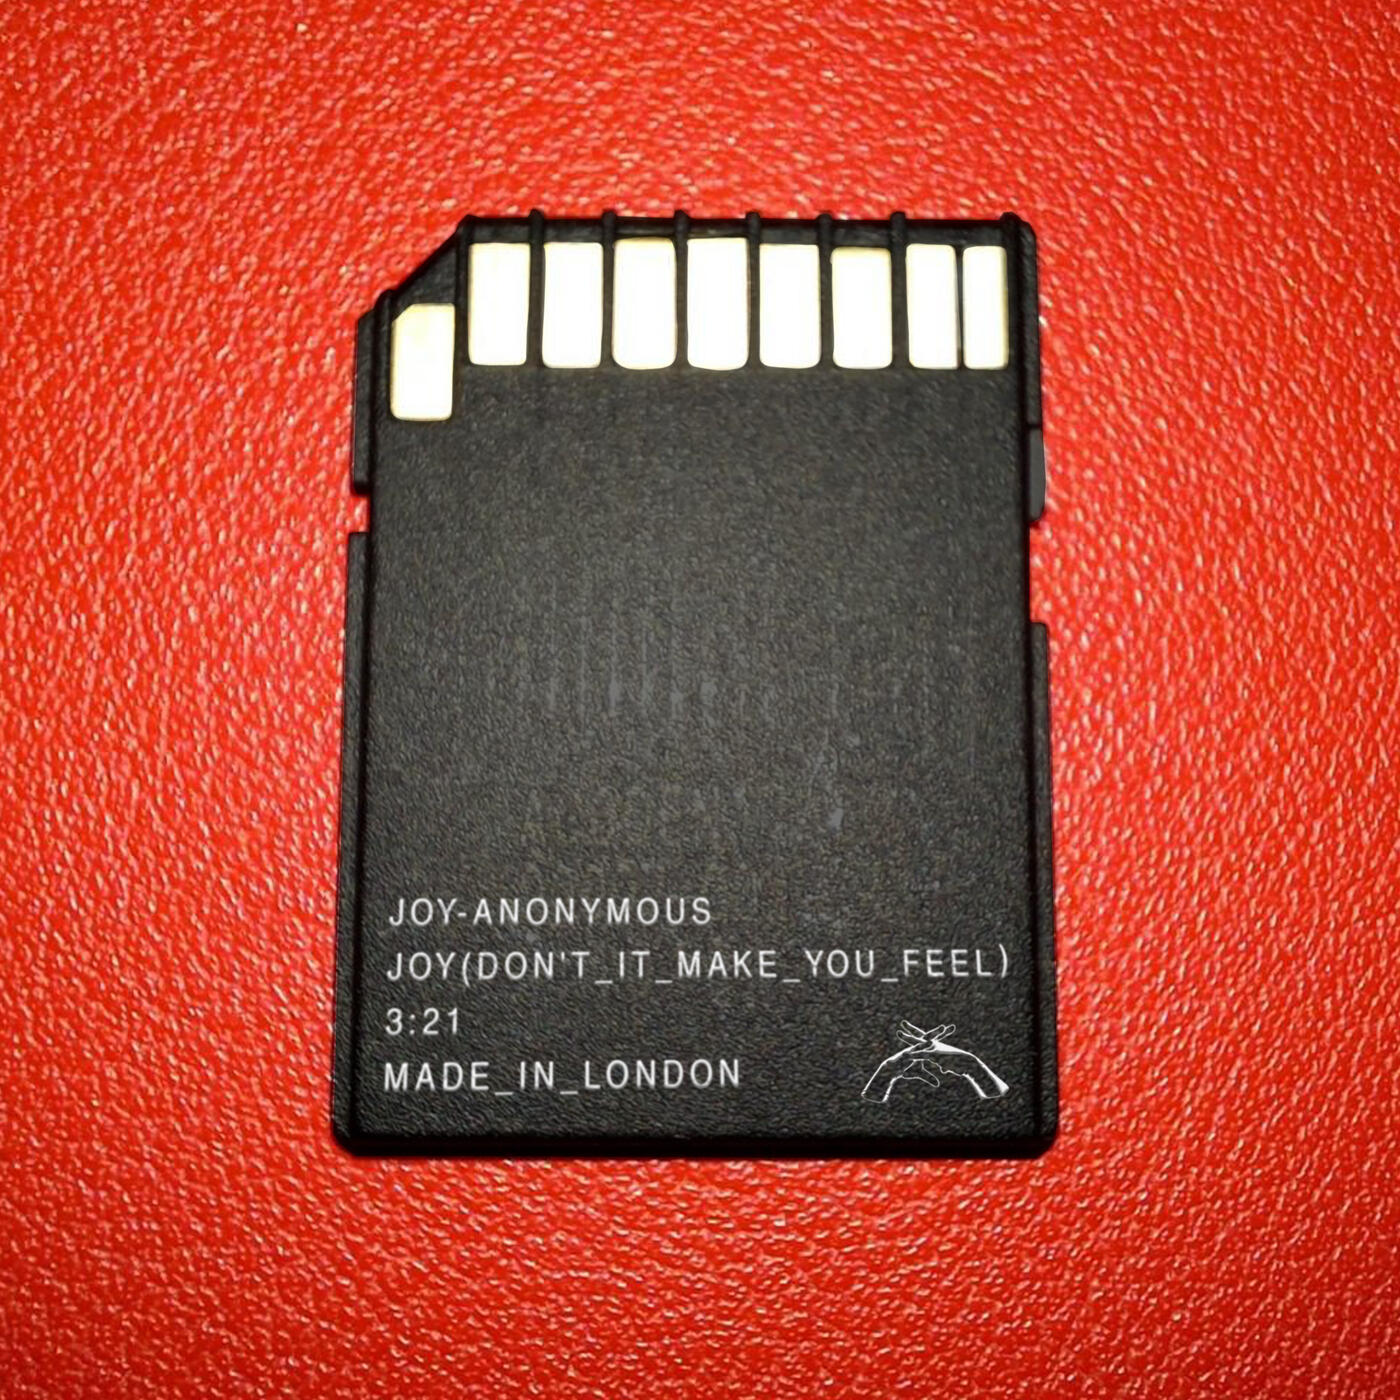 JOY-ANONYMOUS
JOY(DON'T_IT_MAKE_YOU_FEEL)
3:21
MADE_IN_LONDON